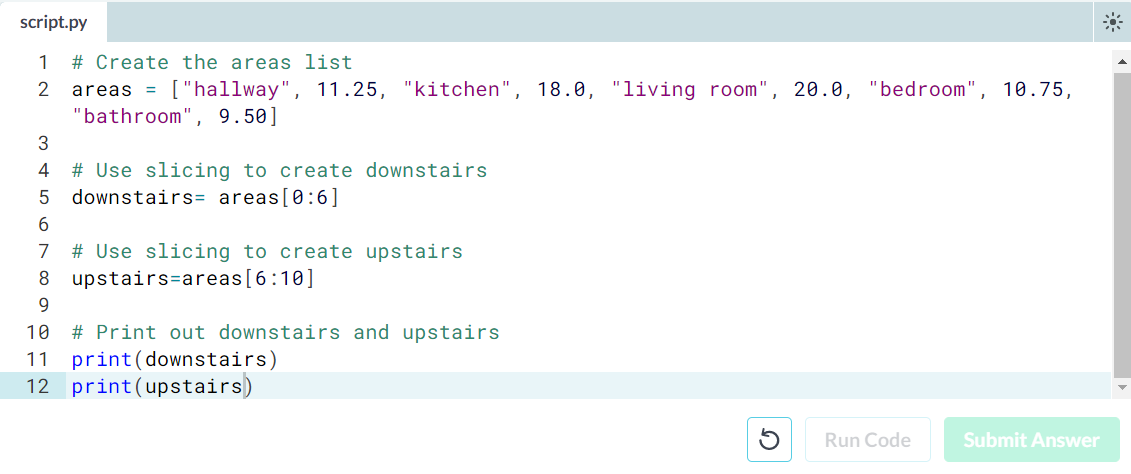 script.py
1 # Create the areas list
2 areas = ["hallway", 11.25, "kitchen", 18.0, "living room", 20.0, "bedroom", 10.75,
"bathroom", 9.50]
3
4 # Use slicing to create downstairs
5 downstairs= areas[0:6]
6
7 # Use slicing to create upstairs
8 upstairs=areas[6:10]
9
10 # Print out downstairs and upstairs
11 print(downstairs)
12 print(upstairs)
Run Code Submit Answer